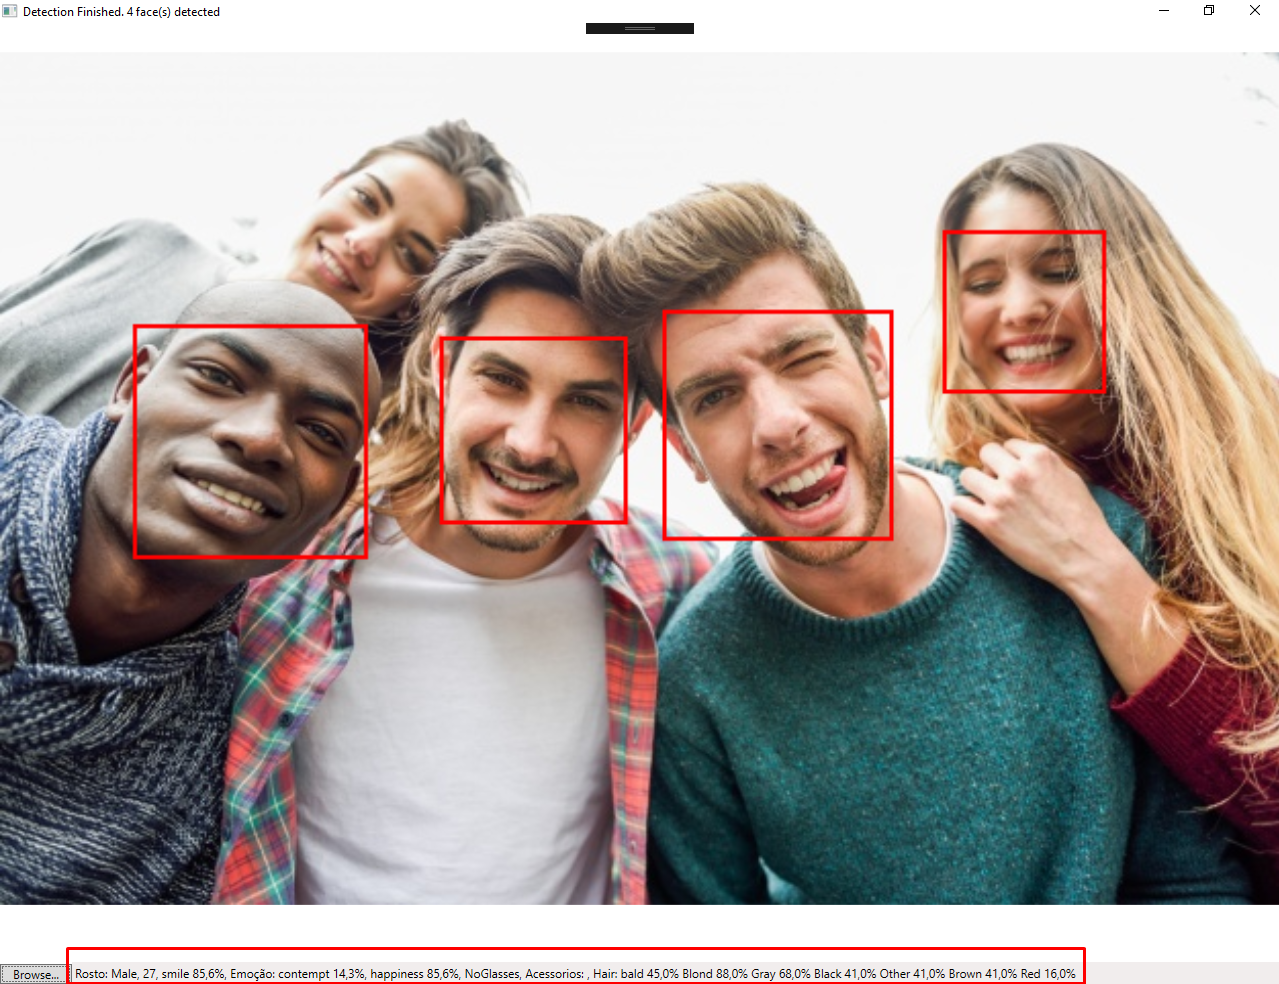 Detection Finished. 4 face(s) detected
Browse...
Rosto: Male, 27, smile 85,6%, Emoção: contempt 14,3%, happiness 85,6%, NoGlasses, Acessorios: , Hair: bald 45,0% Blond 88,0% Gray 68,0% Black 41,0% Other 41,0% Brown 41,0% Red 16,0%